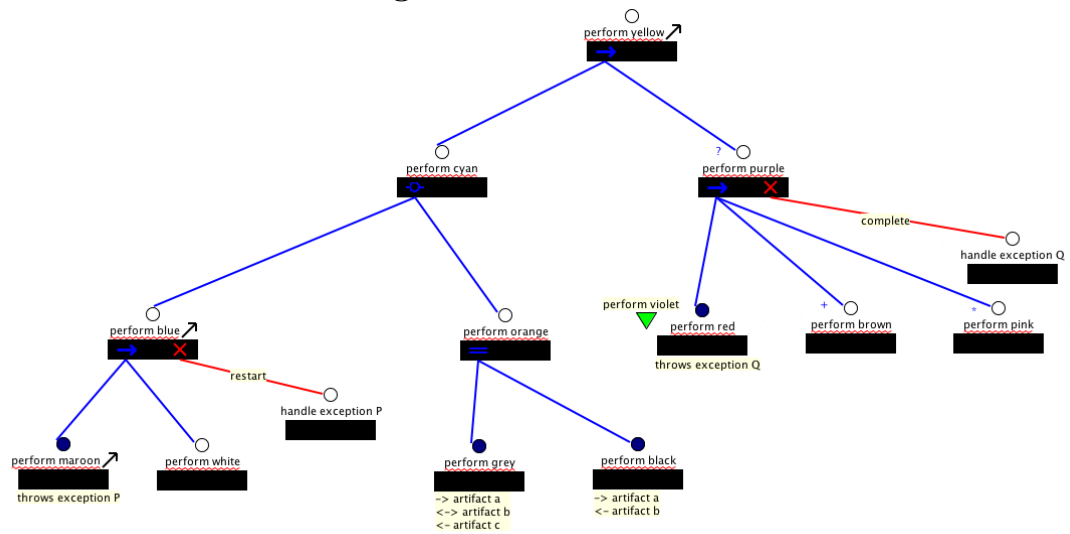 perform yellow
?
perform cyan
perform purple
complete
handle exception Q
perform violet
+
*
perform red
perform brown
perform pink
throws exception Q
perform blue
perform orange
restart
handle exception P
perform maroon
perform white
perform grey
perform black
throws exception P
-> artifact a
<-> artifact b
<- artifact c
-> artifact a
<- artifact b